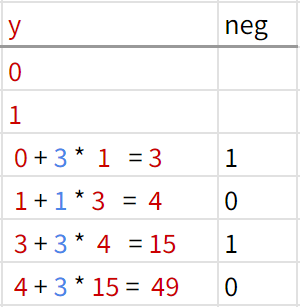 y neg
0
1
0 + 3 * 1 = 3 1
1 + 1 * 3 = 4 0
3 + 3 * 4 = 15 1
4 + 3 * 15 = 49 0